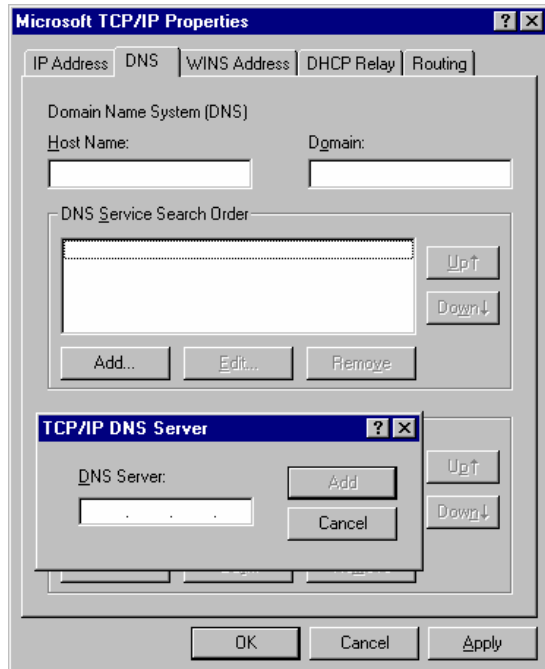 Microsoft TCP/IP Properties
IP Address DNS WINS Address DHCP Relay Routing
Domain Name System (DNS)
Host Name: Domain:
DNS Service Search Order
Up↑
Down↓
Add... Edit... Remove
TCP/IP DNS Server
DNS Server:
. . .
Add
Cancel
Up↑
Down↓
OK Cancel Apply